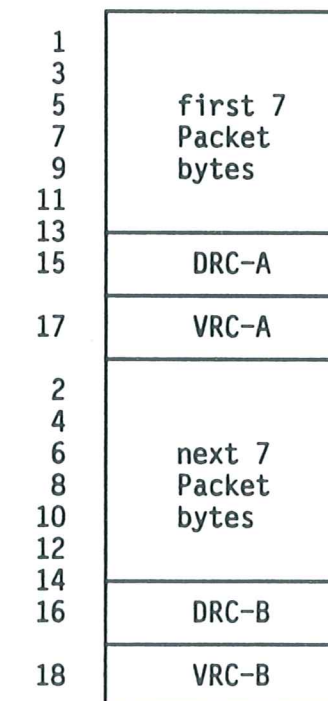 1
3
5 first 7
7 Packet
9 bytes
11
13
15 DRC-A
17 VRC-A
2
4
6 next 7
8 Packet
10 bytes
12
14
16 DRC-B
18 VRC-B